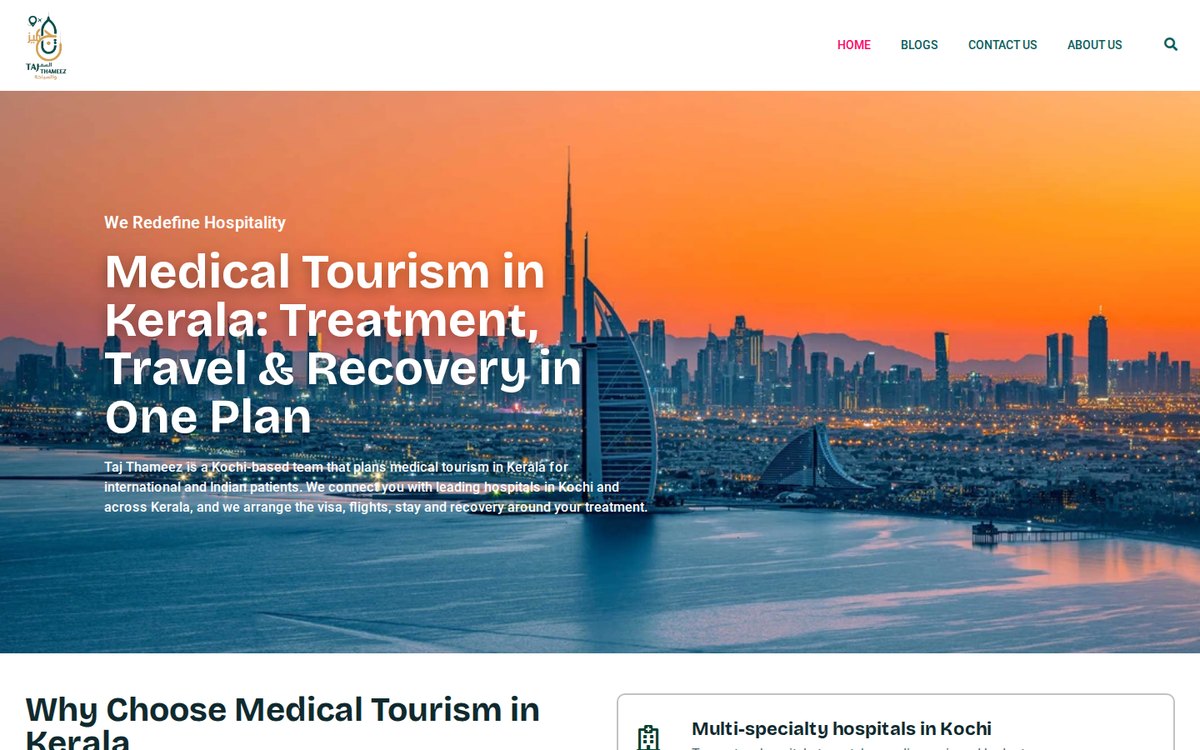 TAJ THAMEEZ
HOME
BLOGS
CONTACT US
ABOUT US
We Redefine Hospitality
Medical Tourism in
Kerala: Treatment,
Travel & Recovery in
One Plan
Taj Thameez is a Kochi-based team that plans medical tourism in Kerala for
international and Indian patients. We connect you with leading hospitals in Kochi and
across Kerala, and we arrange the visa, flights, stay and recovery around your treatment.
Why Choose Medical Tourism in
Kerala
Multi-specialty hospitals in Kochi